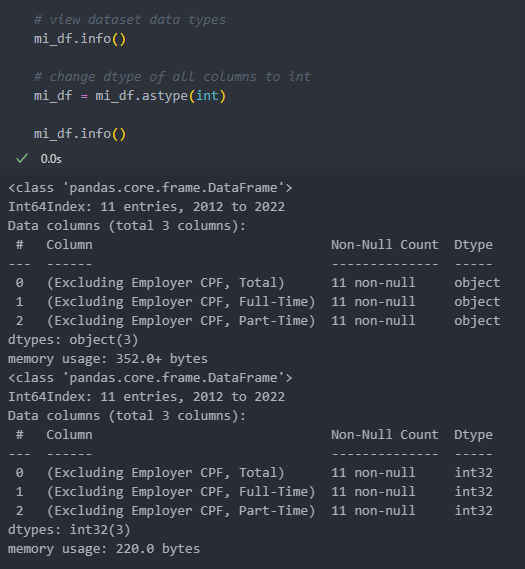 # view dataset data types
mi_df.info()
# change dtype of all columns to int
mi_df = mi_df.astype(int)
mi_df.info()
0.0s
<class 'pandas.core.frame.DataFrame'>
Int64Index: 11 entries, 2012 to 2022
Data columns (total 3 columns):
 #   Column                               Non-Null Count  Dtype
---  ------                               --------------  -----
 0   (Excluding Employer CPF, Total)      11 non-null     object
 1   (Excluding Employer CPF, Full-Time)  11 non-null     object
 2   (Excluding Employer CPF, Part-Time)  11 non-null     object
dtypes: object(3)
memory usage: 352.0+ bytes
<class 'pandas.core.frame.DataFrame'>
Int64Index: 11 entries, 2012 to 2022
Data columns (total 3 columns):
 #   Column                               Non-Null Count  Dtype
---  ------                               --------------  -----
 0   (Excluding Employer CPF, Total)      11 non-null     int32
 1   (Excluding Employer CPF, Full-Time)  11 non-null     int32
 2   (Excluding Employer CPF, Part-Time)  11 non-null     int32
dtypes: int32(3)
memory usage: 220.0 bytes